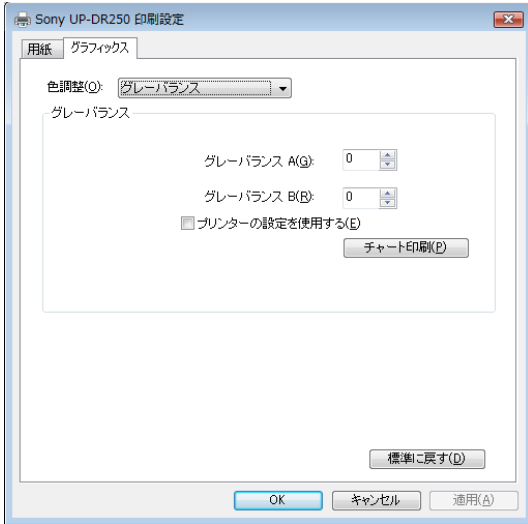 Sony UP-DR250 印刷設定
用紙 グラフィックス
色調整(O): グレーバランス
グレーバランス
グレーバランス A(G): 0
グレーバランス B(R): 0
プリンターの設定を使用する(E)
チャート印刷(P)
標準に戻す(D)
OK キャンセル 適用(A)